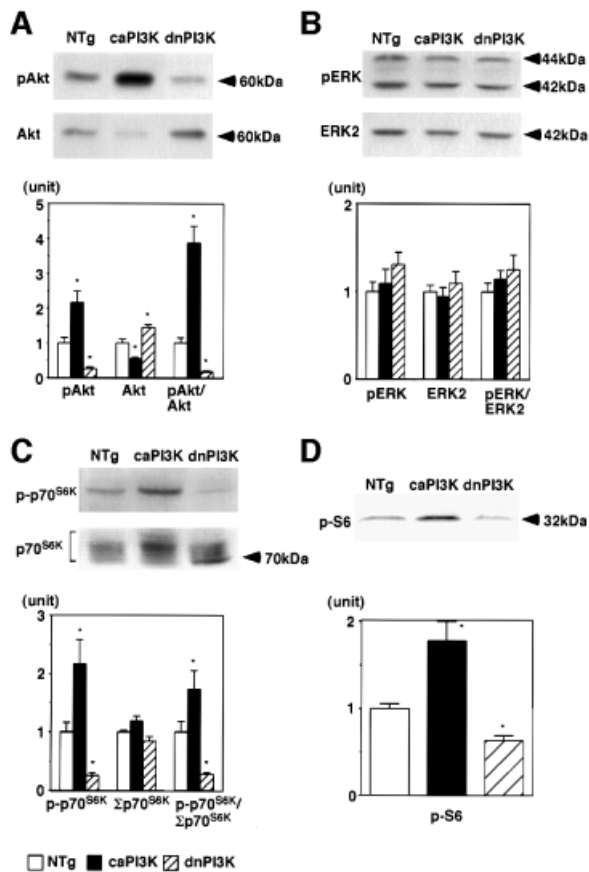 A
NTg caPI3K dnPI3K
pAkt
60kDa
Akt
60kDa
(unit)
5
4
3
2
1
0
pAkt Akt pAkt/
Akt
B
NTg caPI3K dnPI3K
44kDa
pERK
42kDa
ERK2
42kDa
(unit)
2
1
0
pERK ERK2 pERK/
ERK2
C
NTg caPI3K dnPI3K
p-p70S6K
p70S6K
70kDa
(unit)
3
2
1
0
p-p70S6K Σp70S6K p-p70S6K/
Σp70S6K
D
NTg caPI3K dnPI3K
p-S6
32kDa
(unit)
2
1
0
p-S6
NTg caPI3K dnPI3K